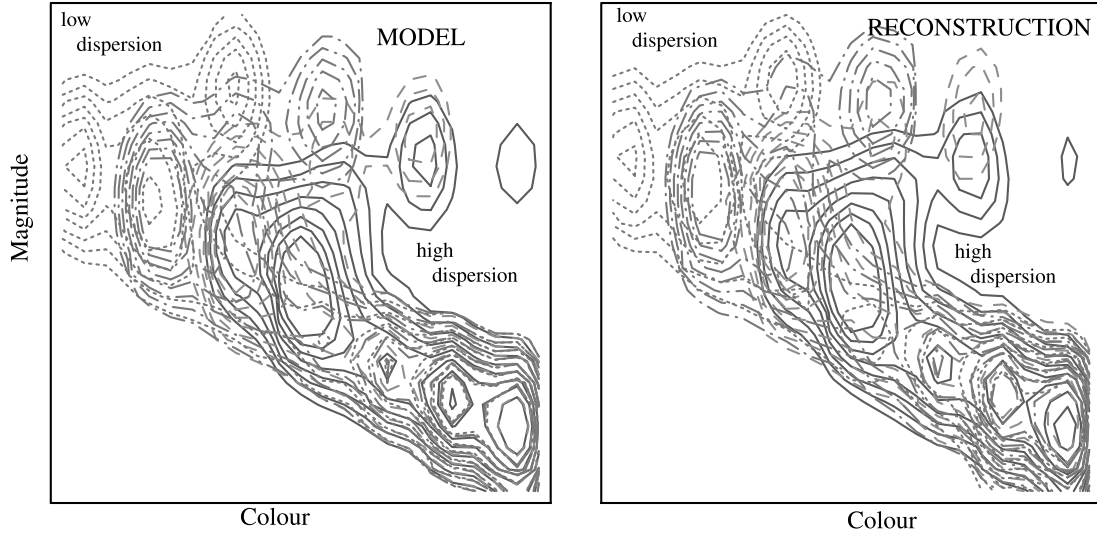 low
dispersion
MODEL
high
dispersion
Magnitude
Colour
low
dispersion
RECONSTRUCTION
high
dispersion
Colour